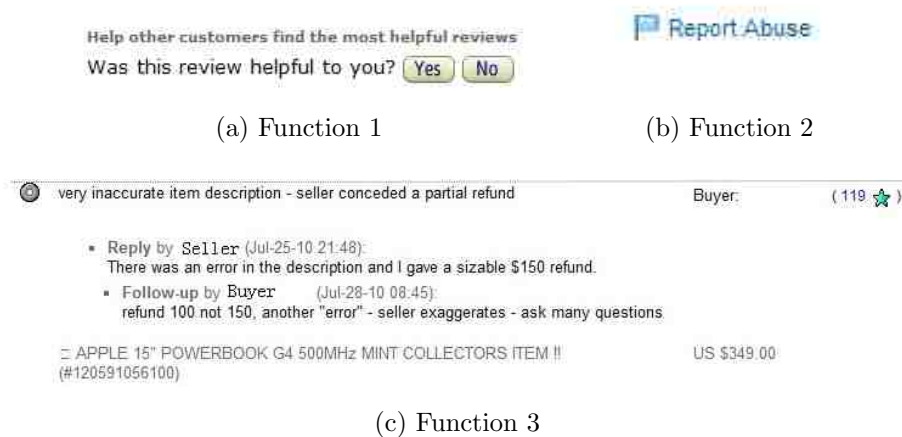 Help other customers find the most helpful reviews
Was this review helpful to you? Yes No
Report Abuse
(a) Function 1
(b) Function 2
very inaccurate item description - seller conceded a partial refund Buyer: ( 119 )
Reply by Seller (Jul-25-10 21:48):
There was an error in the description and I gave a sizable $150 refund.
Follow-up by Buyer (Jul-28-10 08:45):
refund 100 not 150, another "error" - seller exaggerates - ask many questions
APPLE 15" POWERBOOK G4 500MHz MINT COLLECTORS ITEM !! US $349.00
(#120591056100)
(c) Function 3